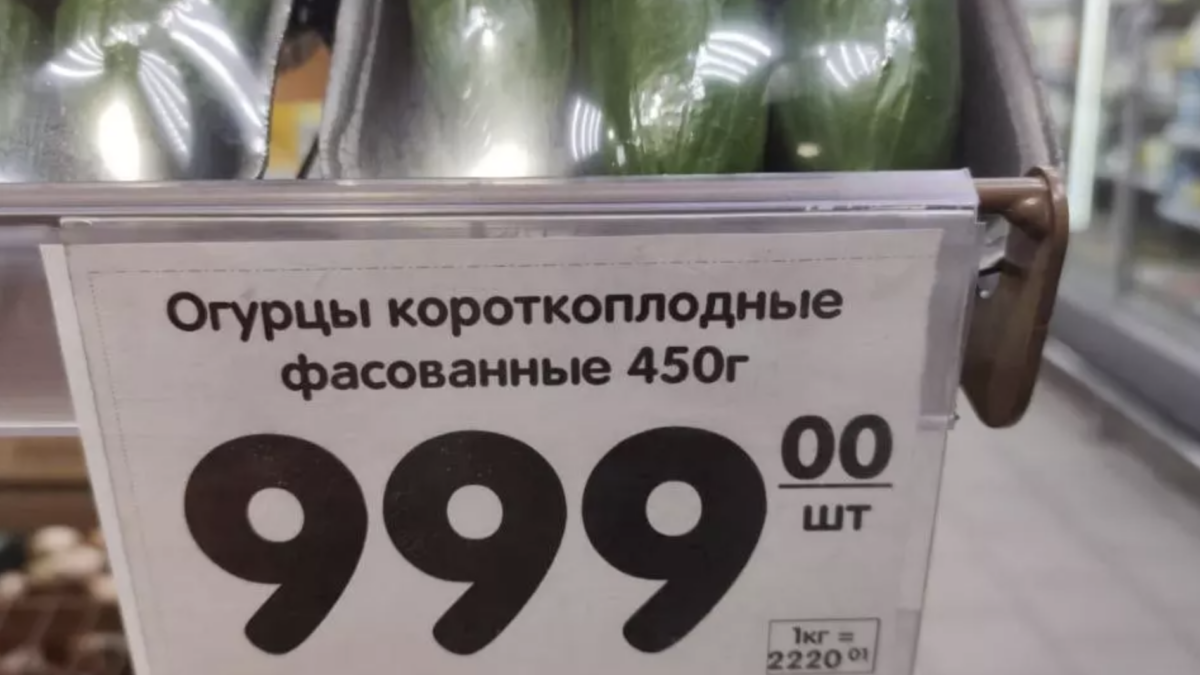 Огурцы короткоплодные
фасованные 450г
999 00
шт
1кг =
2220 01